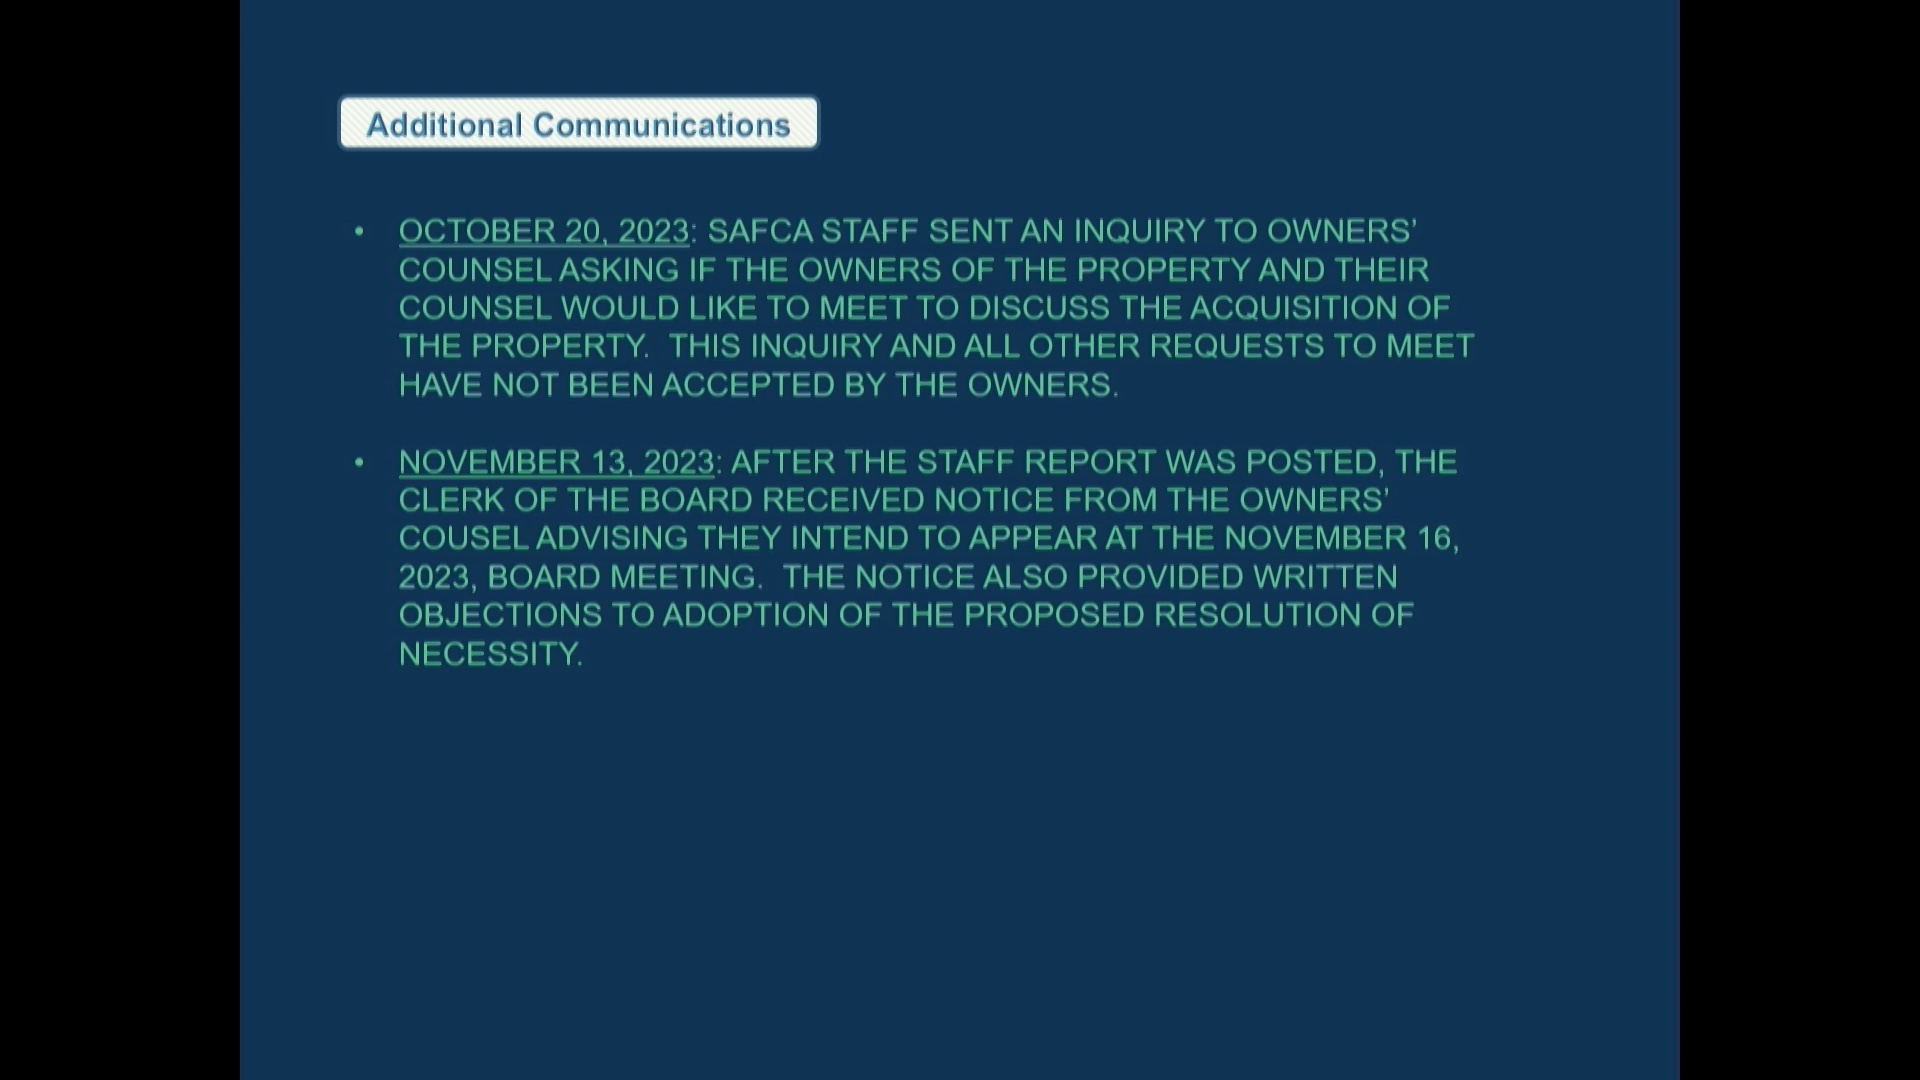 Additional Communications
• OCTOBER 20, 2023: SAFCA STAFF SENT AN INQUIRY TO OWNERS’
COUNSEL ASKING IF THE OWNERS OF THE PROPERTY AND THEIR
COUNSEL WOULD LIKE TO MEET TO DISCUSS THE ACQUISITION OF
THE PROPERTY.  THIS INQUIRY AND ALL OTHER REQUESTS TO MEET
HAVE NOT BEEN ACCEPTED BY THE OWNERS.
• NOVEMBER 13, 2023: AFTER THE STAFF REPORT WAS POSTED, THE
CLERK OF THE BOARD RECEIVED NOTICE FROM THE OWNERS’
COUSEL ADVISING THEY INTEND TO APPEAR AT THE NOVEMBER 16,
2023, BOARD MEETING.  THE NOTICE ALSO PROVIDED WRITTEN
OBJECTIONS TO ADOPTION OF THE PROPOSED RESOLUTION OF
NECESSITY.